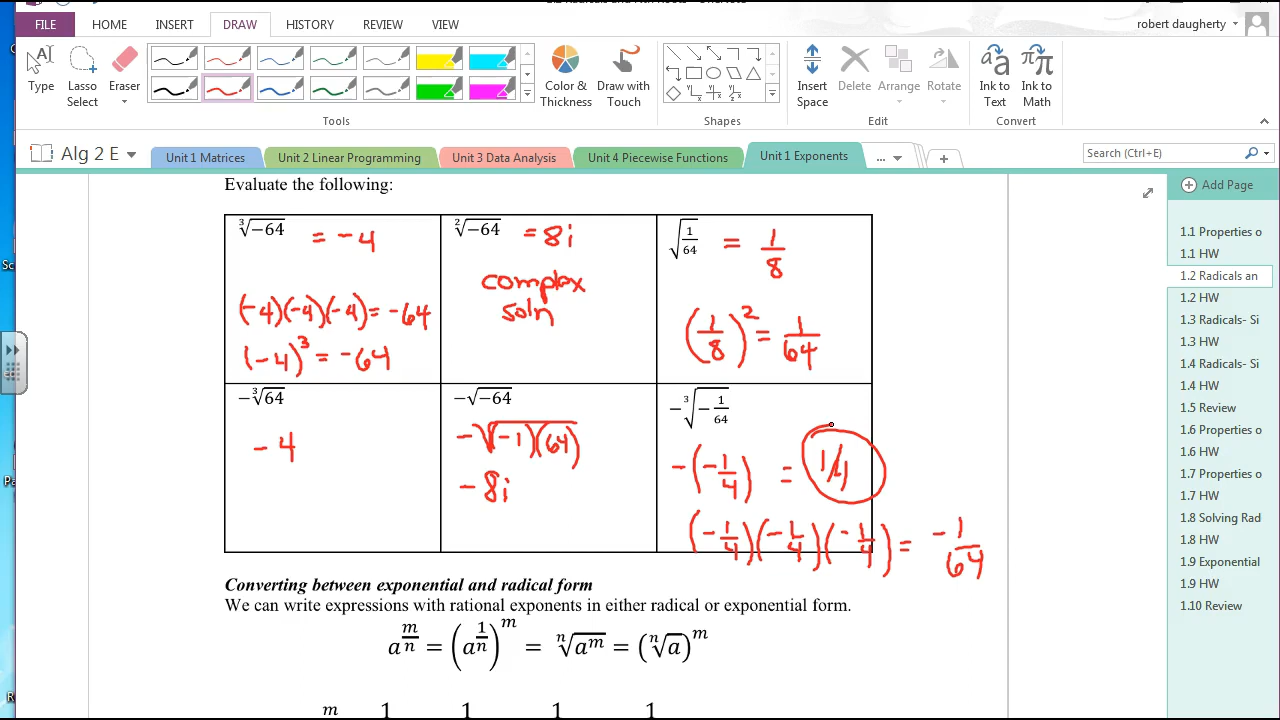 FILE HOME INSERT DRAW HISTORY REVIEW VIEW robert daugherty
Type Lasso Select Eraser Color & Thickness Draw with Touch Insert Space Delete Arrange Rotate Ink to Text Ink to Math
Tools Shapes Edit Convert
Alg 2 E Unit 1 Matrices Unit 2 Linear Programming Unit 3 Data Analysis Unit 4 Piecewise Functions Unit 1 Exponents ... Search (Ctrl+E)
Add Page
1.1 Properties o
1.1 HW
1.2 Radicals an
1.2 HW
1.3 Radicals- Si
1.3 HW
1.4 Radicals- Si
1.4 HW
1.5 Review
1.6 Properties o
1.6 HW
1.7 Properties o
1.7 HW
1.8 Solving Rad
1.8 HW
1.9 Exponential
1.9 HW
1.10 Review
Evaluate the following:
∛−64 = −4
(−4)(−4)(−4) = −64
(−4)³ = −64
²√−64 = 8i
complex
soln
√(1/64) = 1/8
(1/8)² = 1/64
−∛64
−4
−√−64
−√(−1)(64)
−8i
−∛(−1/64)
−(−1/4) = 1/4
(−1/4)(−1/4)(−1/4) = −1/64
Converting between exponential and radical form
We can write expressions with rational exponents in either radical or exponential form.
a^(m/n) = (a^(1/n))^m = ⁿ√(a^m) = (ⁿ√a)^m
m 1 1 1 1